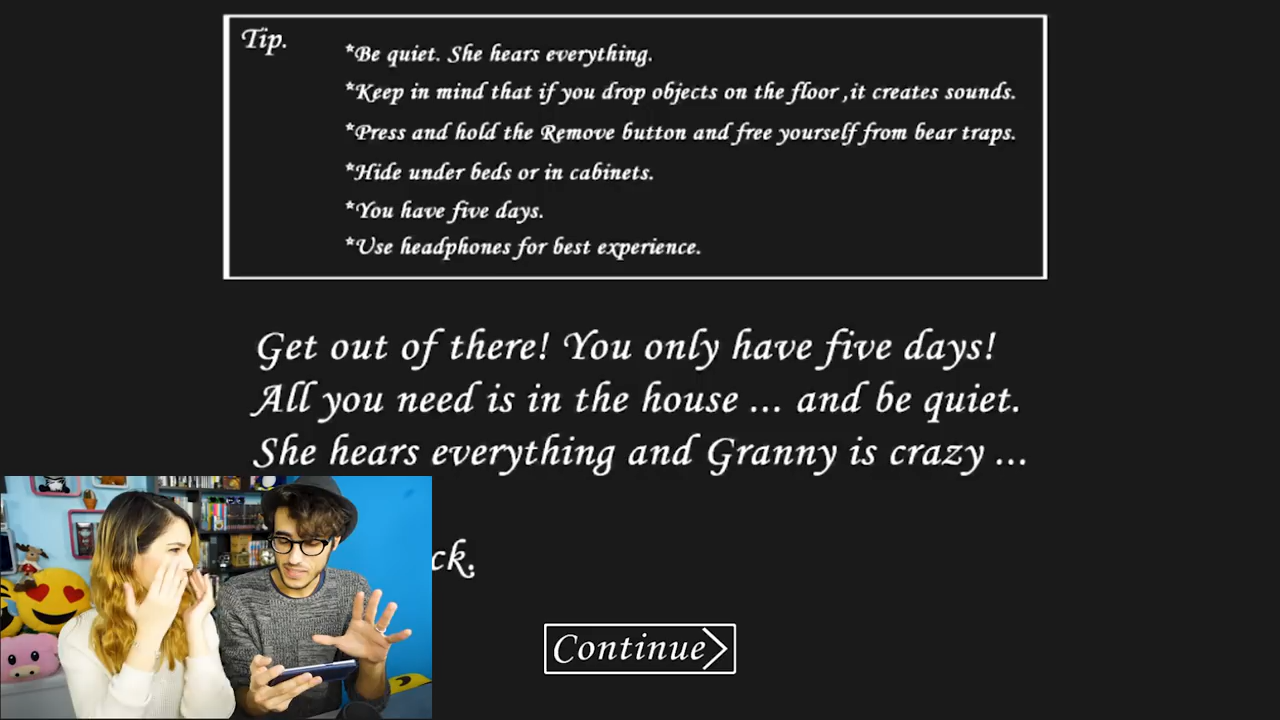 Tip.
*Be quiet. She hears everything.
*Keep in mind that if you drop objects on the floor ,it creates sounds.
*Press and hold the Remove button and free yourself from bear traps.
*Hide under beds or in cabinets.
*You have five days.
*Use headphones for best experience.
Get out of there! You only have five days!
All you need is in the house ... and be quiet.
She hears everything and Granny is crazy ...
ck.
Continue>